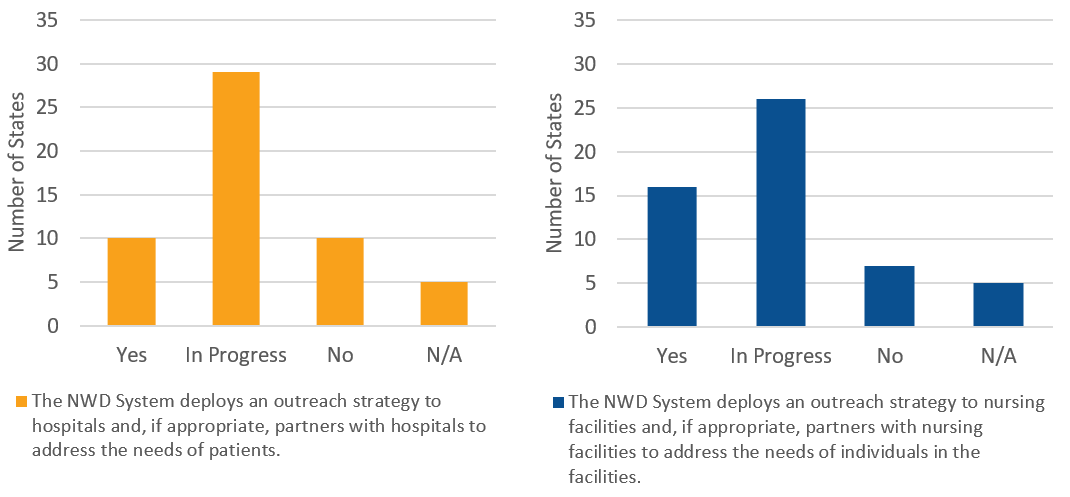 35
30
25
20
15
10
5
0
Number of States
Yes
In Progress
No
N/A
The NWD System deploys an outreach strategy to
hospitals and, if appropriate, partners with hospitals to
address the needs of patients.
35
30
25
20
15
10
5
0
Number of States
Yes
In Progress
No
N/A
The NWD System deploys an outreach strategy to nursing
facilities and, if appropriate, partners with nursing
facilities to address the needs of individuals in the
facilities.